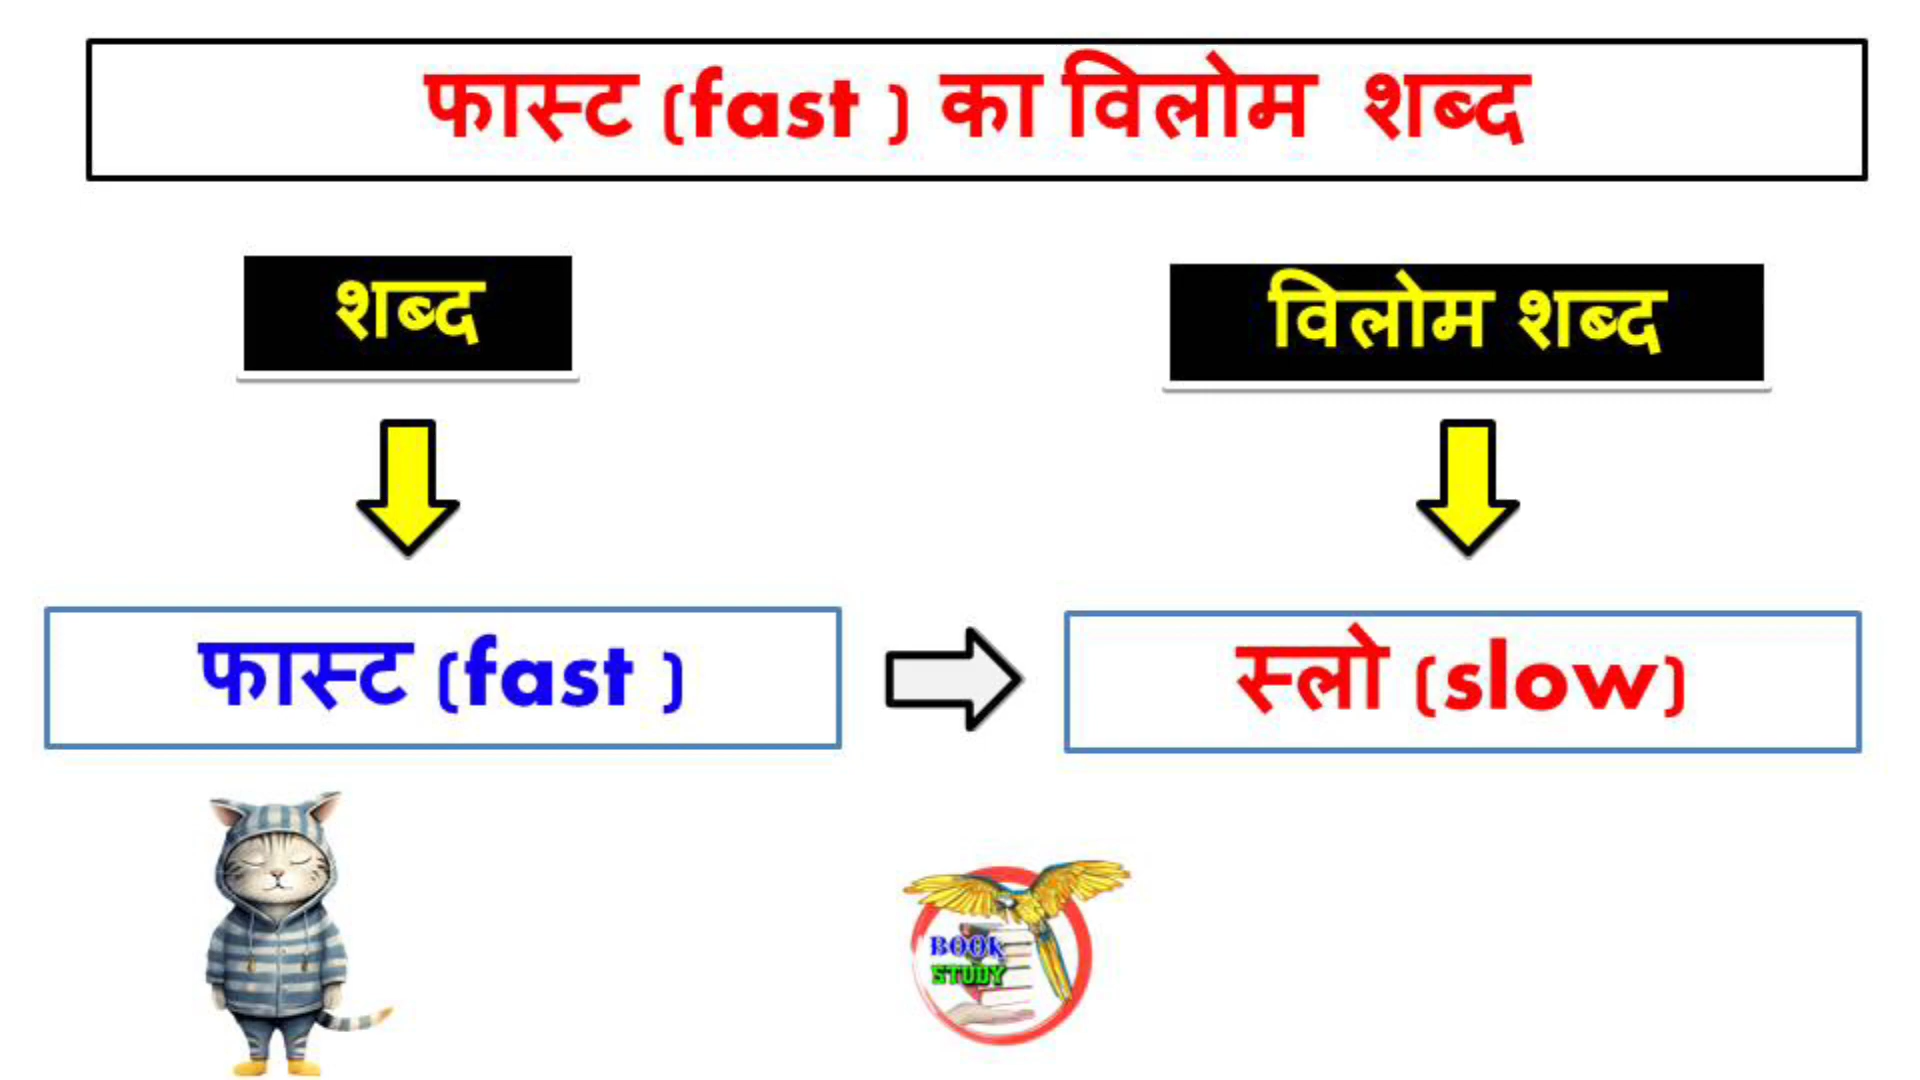 फास्ट (fast ) का विलोम शब्द
शब्द
विलोम शब्द
फास्ट (fast )
स्लो (slow)
BOOK
STUDY